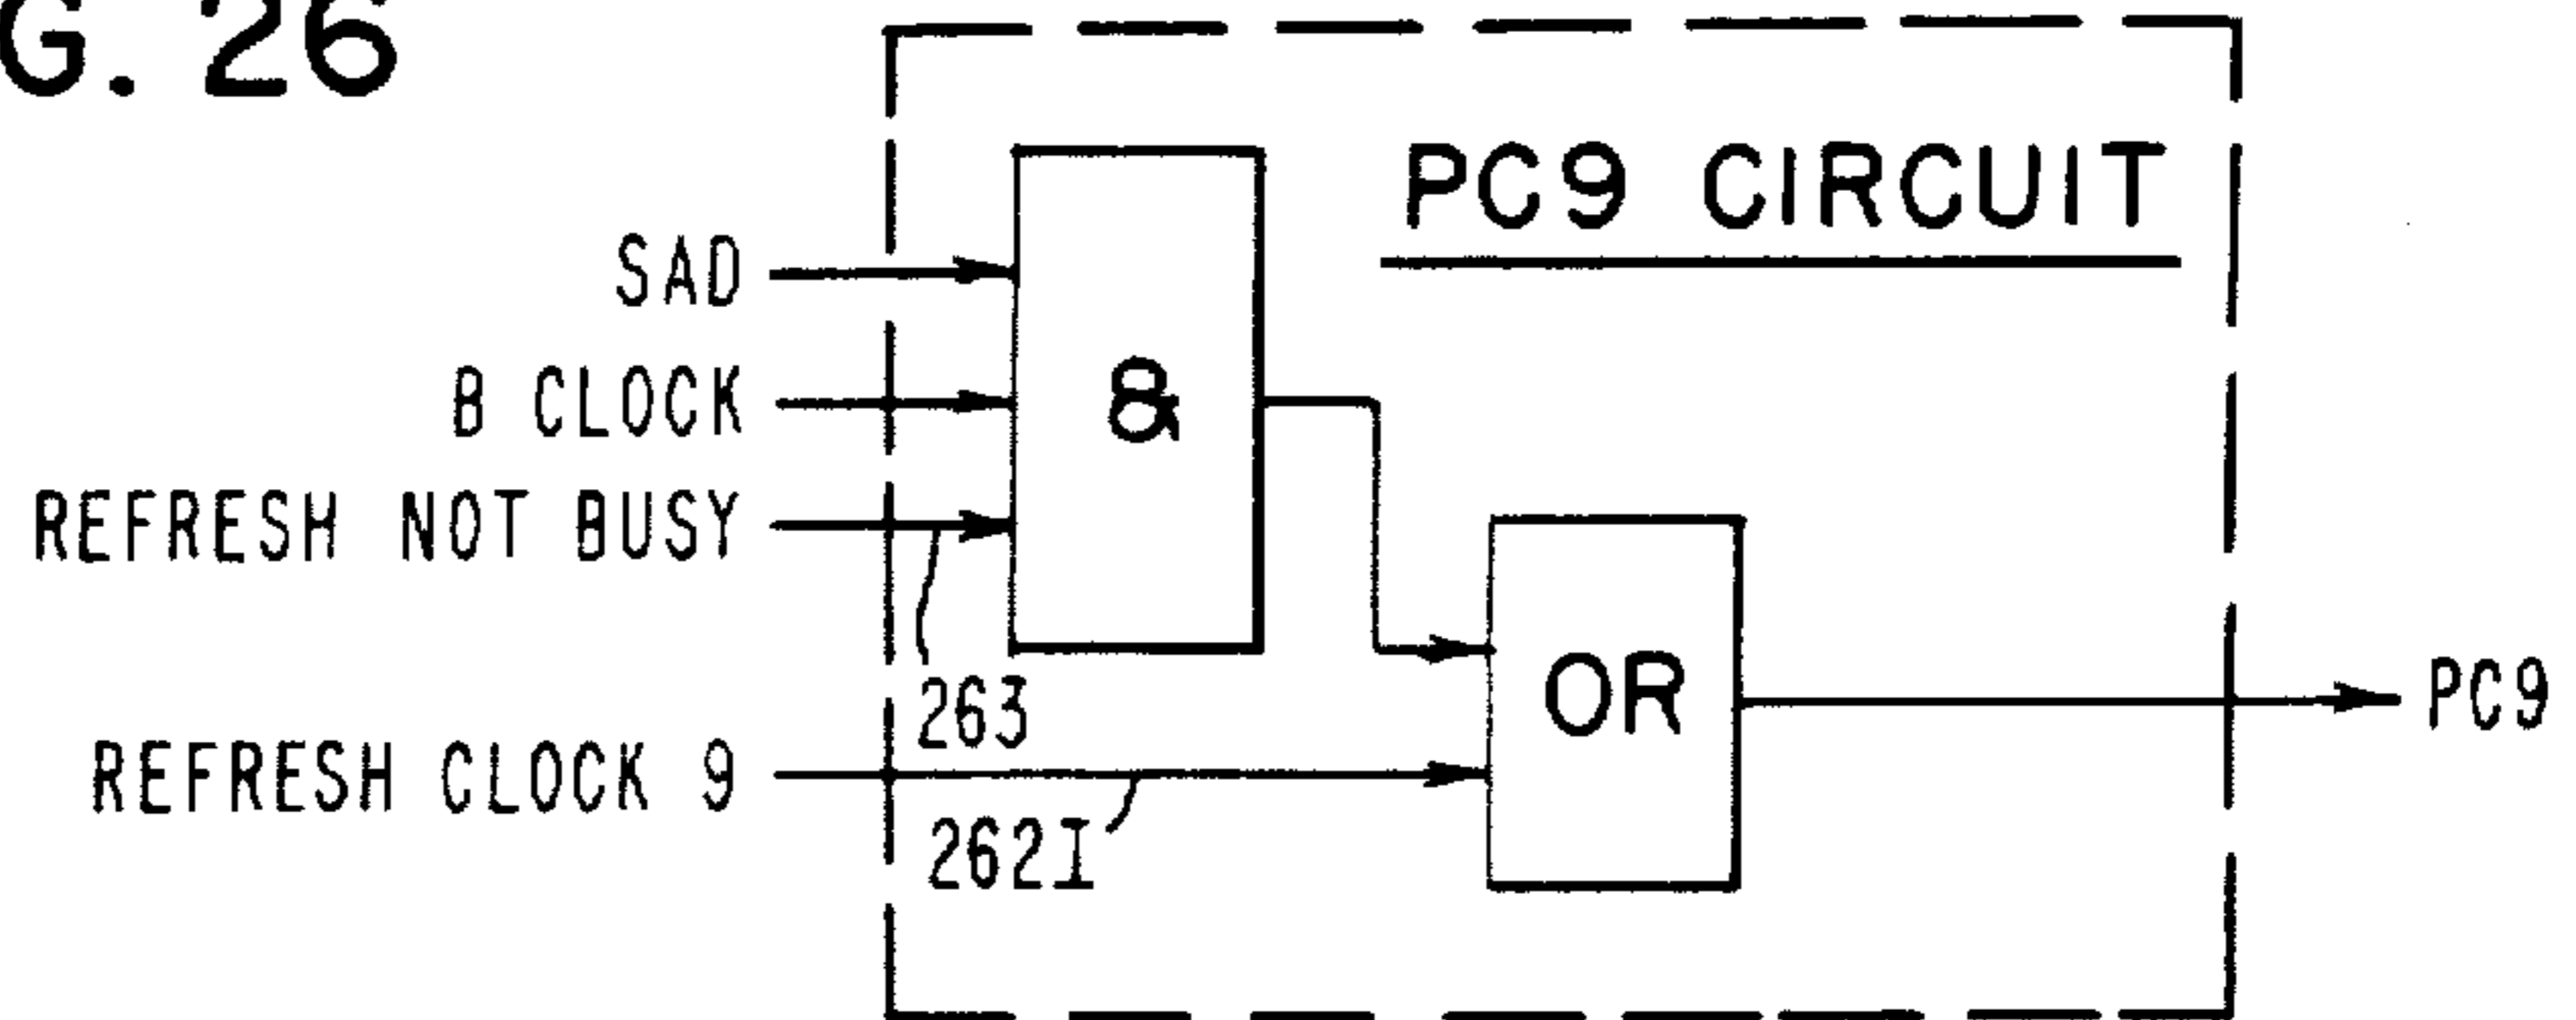 G. 26
PC9 CIRCUIT
SAD
B CLOCK
&
REFRESH NOT BUSY
263
OR
PC9
REFRESH CLOCK 9
262I